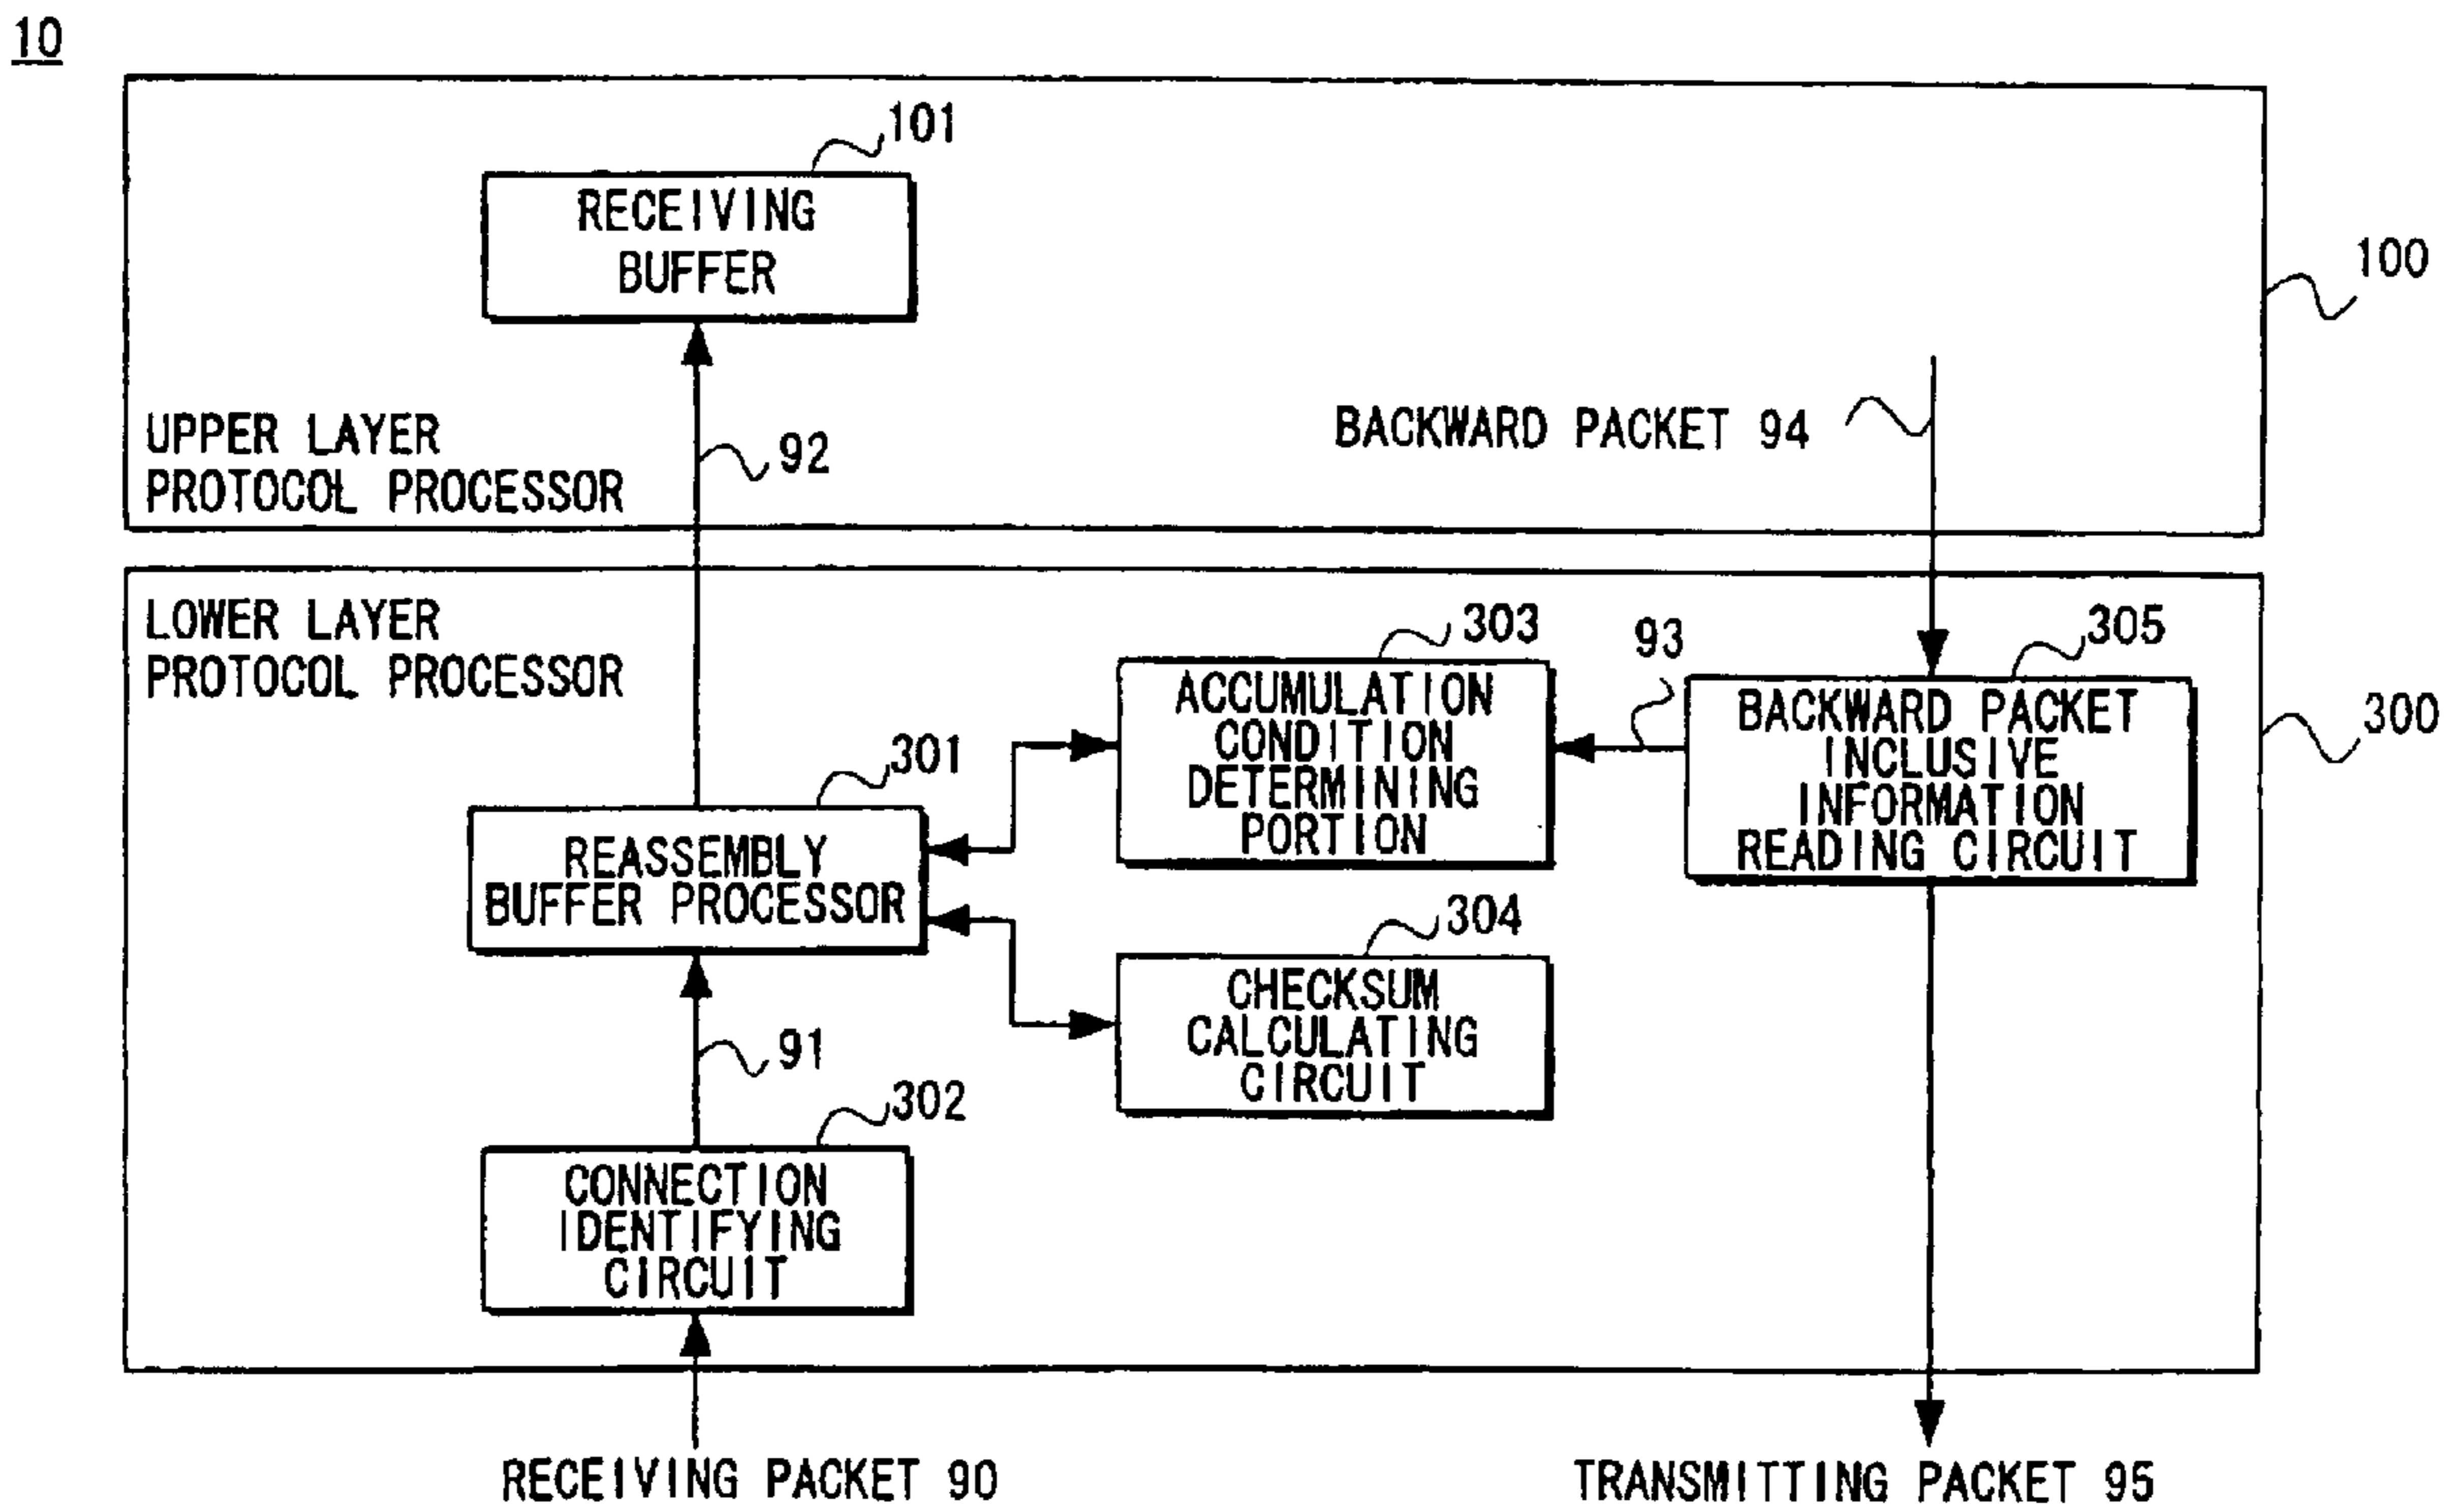 10
101
RECEIVING
BUFFER
100
UPPER LAYER
PROTOCOL PROCESSOR
92
BACKWARD PACKET 94
LOWER LAYER
PROTOCOL PROCESSOR
303
93
305
ACCUMULATION
CONDITION
DETERMINING
PORTION
BACKWARD PACKET
INCLUSIVE
INFORMATION
READING CIRCUIT
300
301
REASSEMBLY
BUFFER PROCESSOR
304
CHECKSUM
CALCULATING
CIRCUIT
91
302
CONNECTION
IDENTIFYING
CIRCUIT
RECEIVING PACKET 90
TRANSMITTING PACKET 95